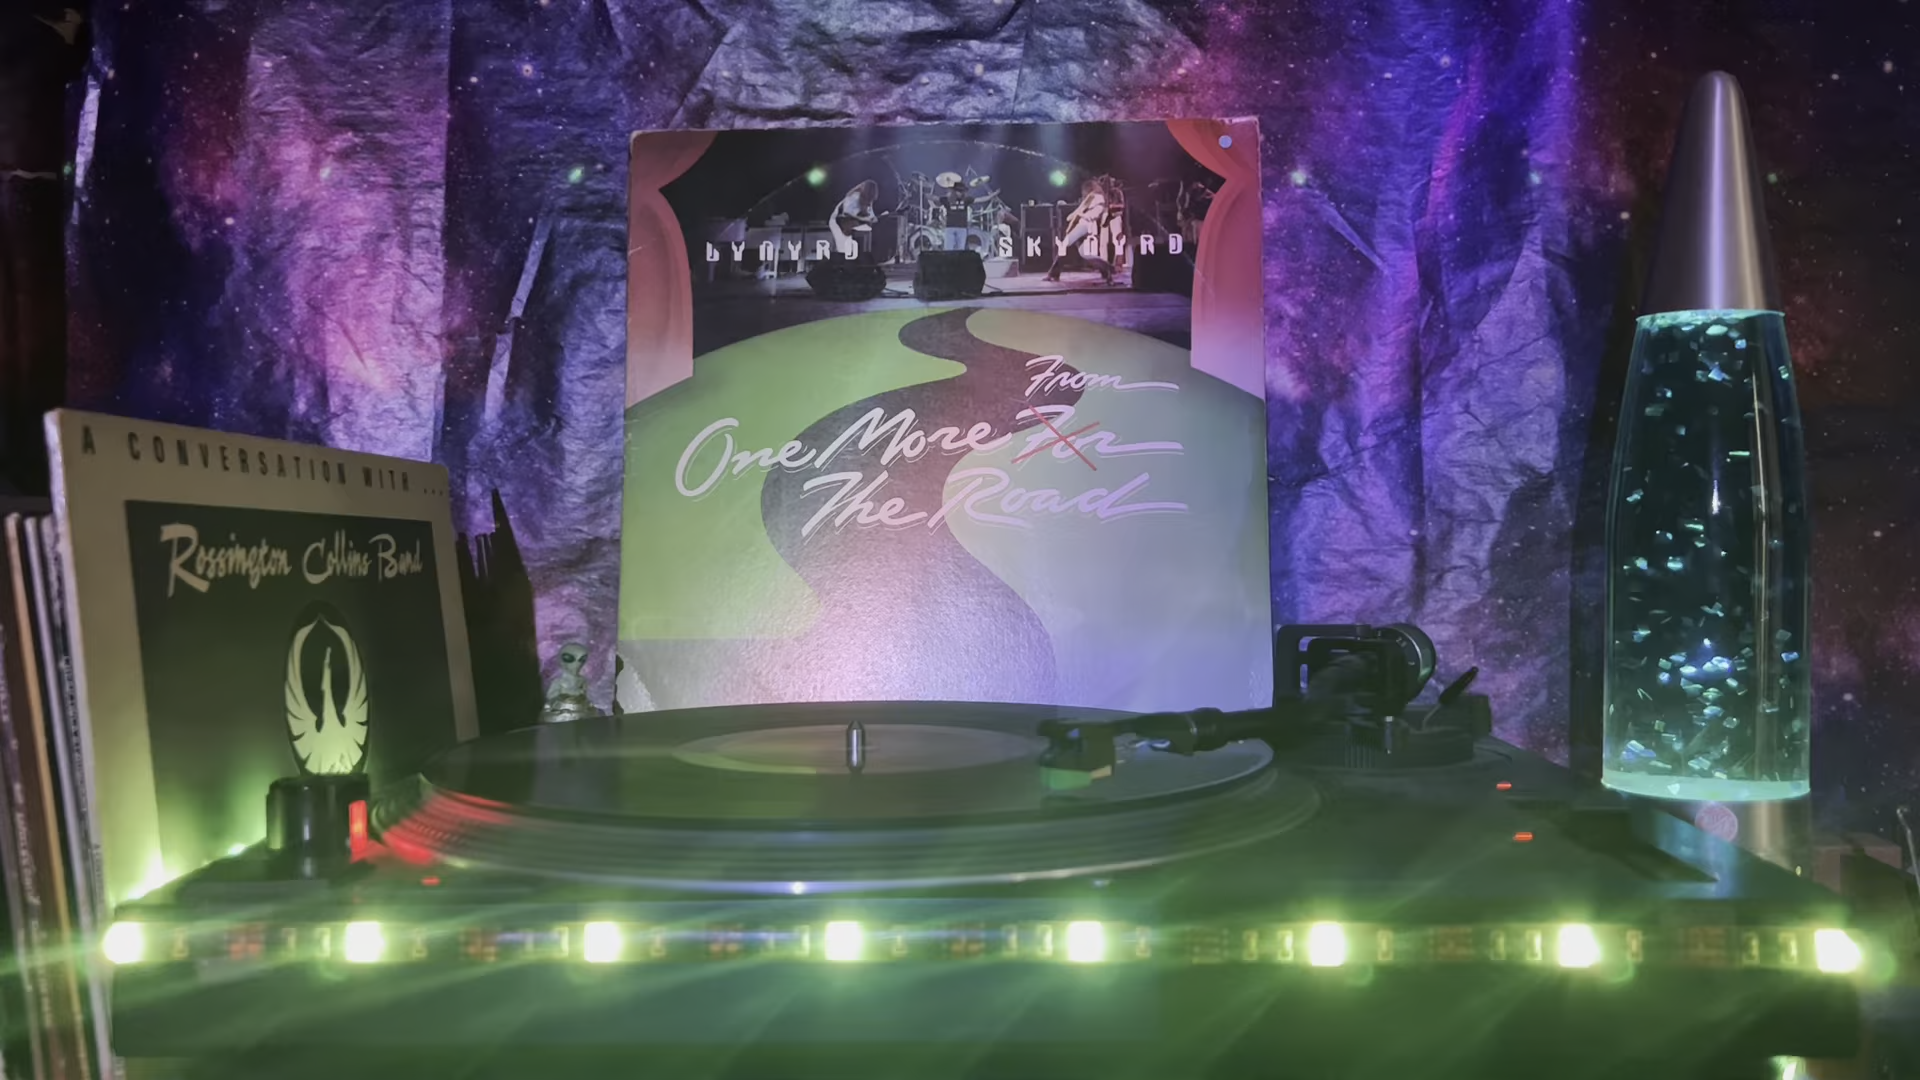 LYNYRD SKYNYRD
From
One More For
The Road
A CONVERSATION WITH ...
Rossington Collins Band